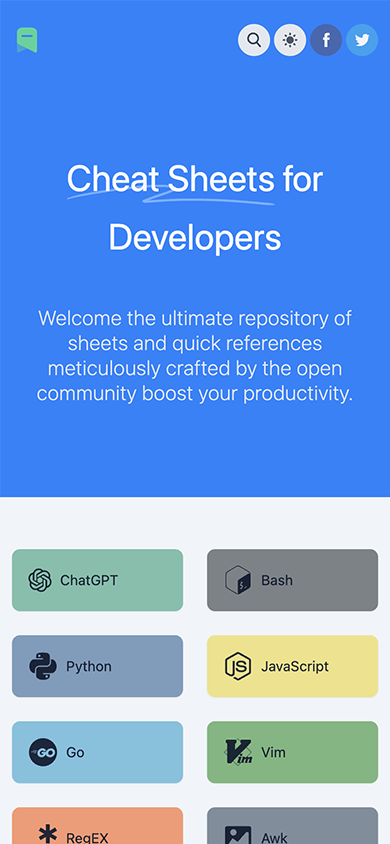 Cheat Sheets for
Developers
Welcome the ultimate repository of
sheets and quick references
meticulously crafted by the open
community boost your productivity.
ChatGPT
Bash
Python
JavaScript
Go
Vim
RegEX
Awk